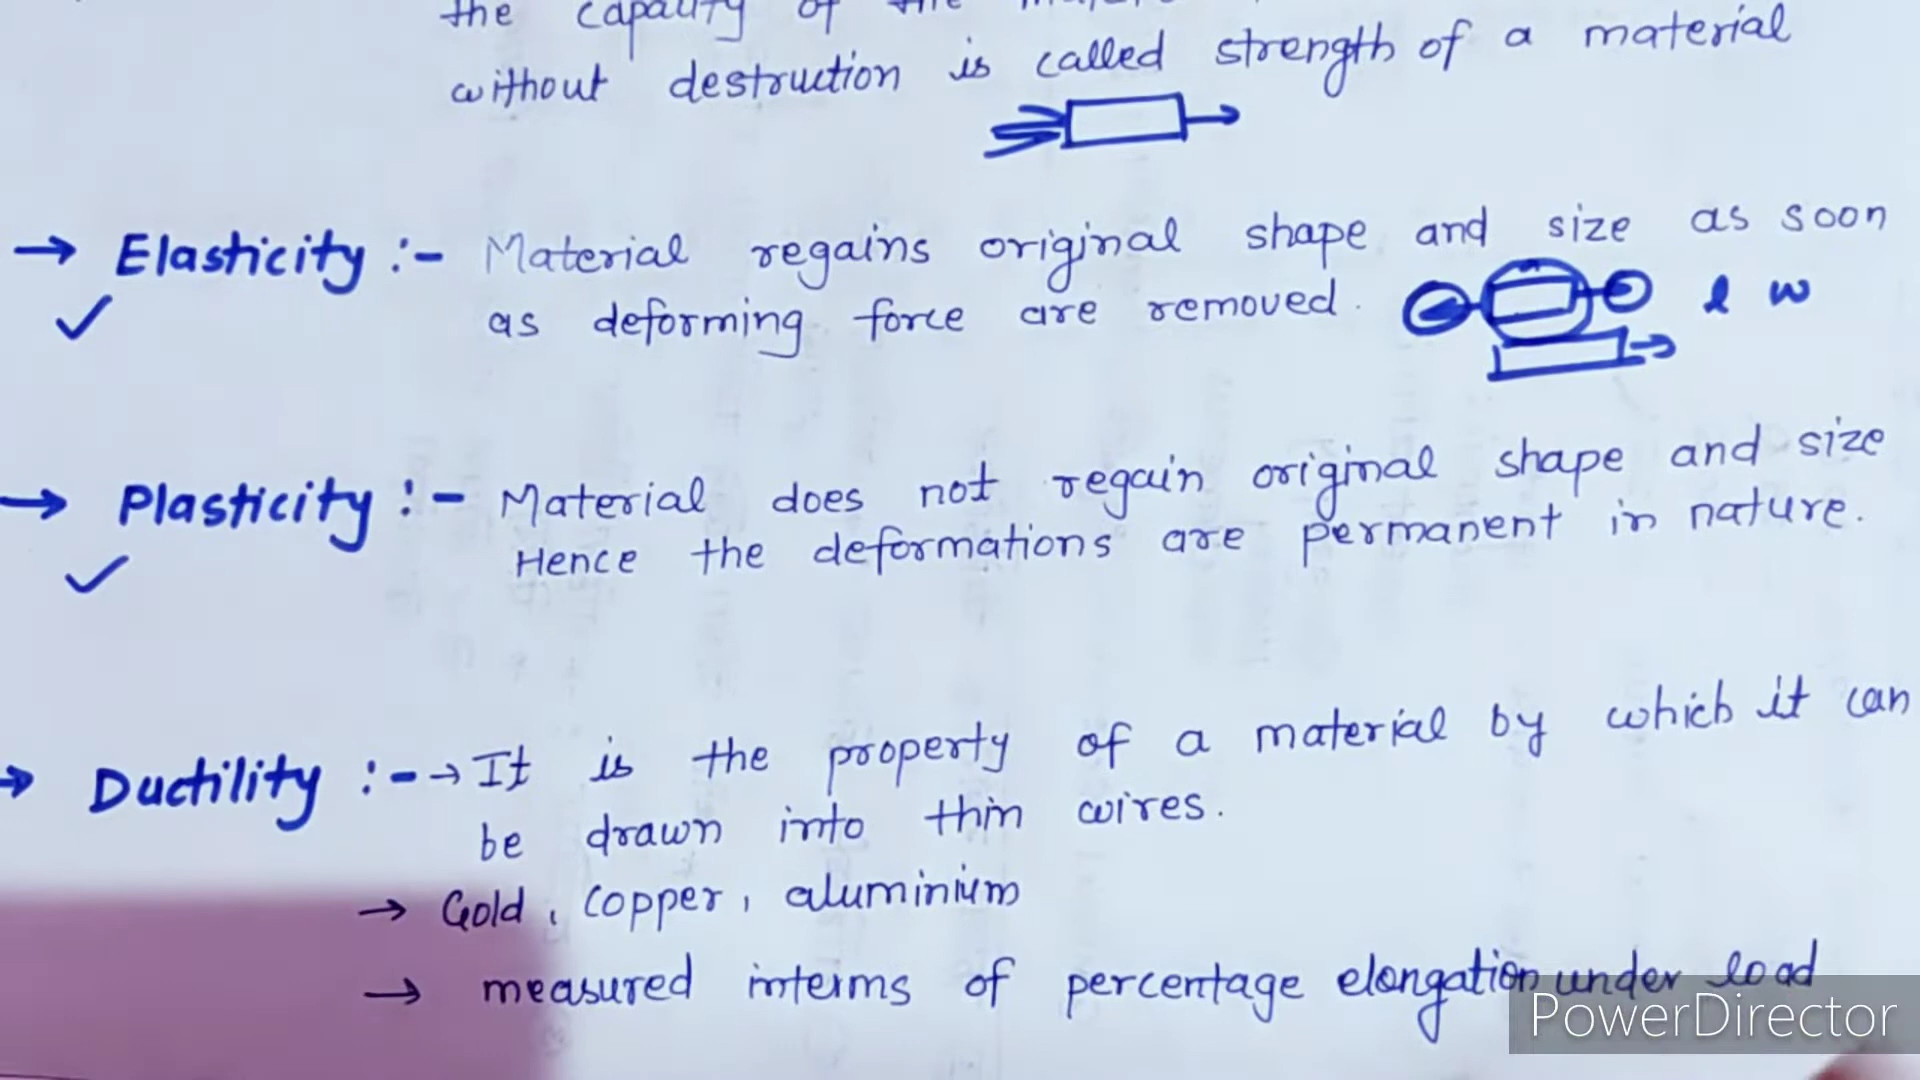 the capacity of the
without destruction is called strength of a material
→ Elasticity :- Material regains original shape and size as soon
as deforming force are removed. l w
→ Plasticity :- Material does not regain original shape and size
Hence the deformations are permanent in nature.
→ Ductility :- → It is the property of a material by which it can
be drawn into thin wires.
→ Gold, copper, aluminium
→ measured interms of percentage elongation under load
PowerDirector